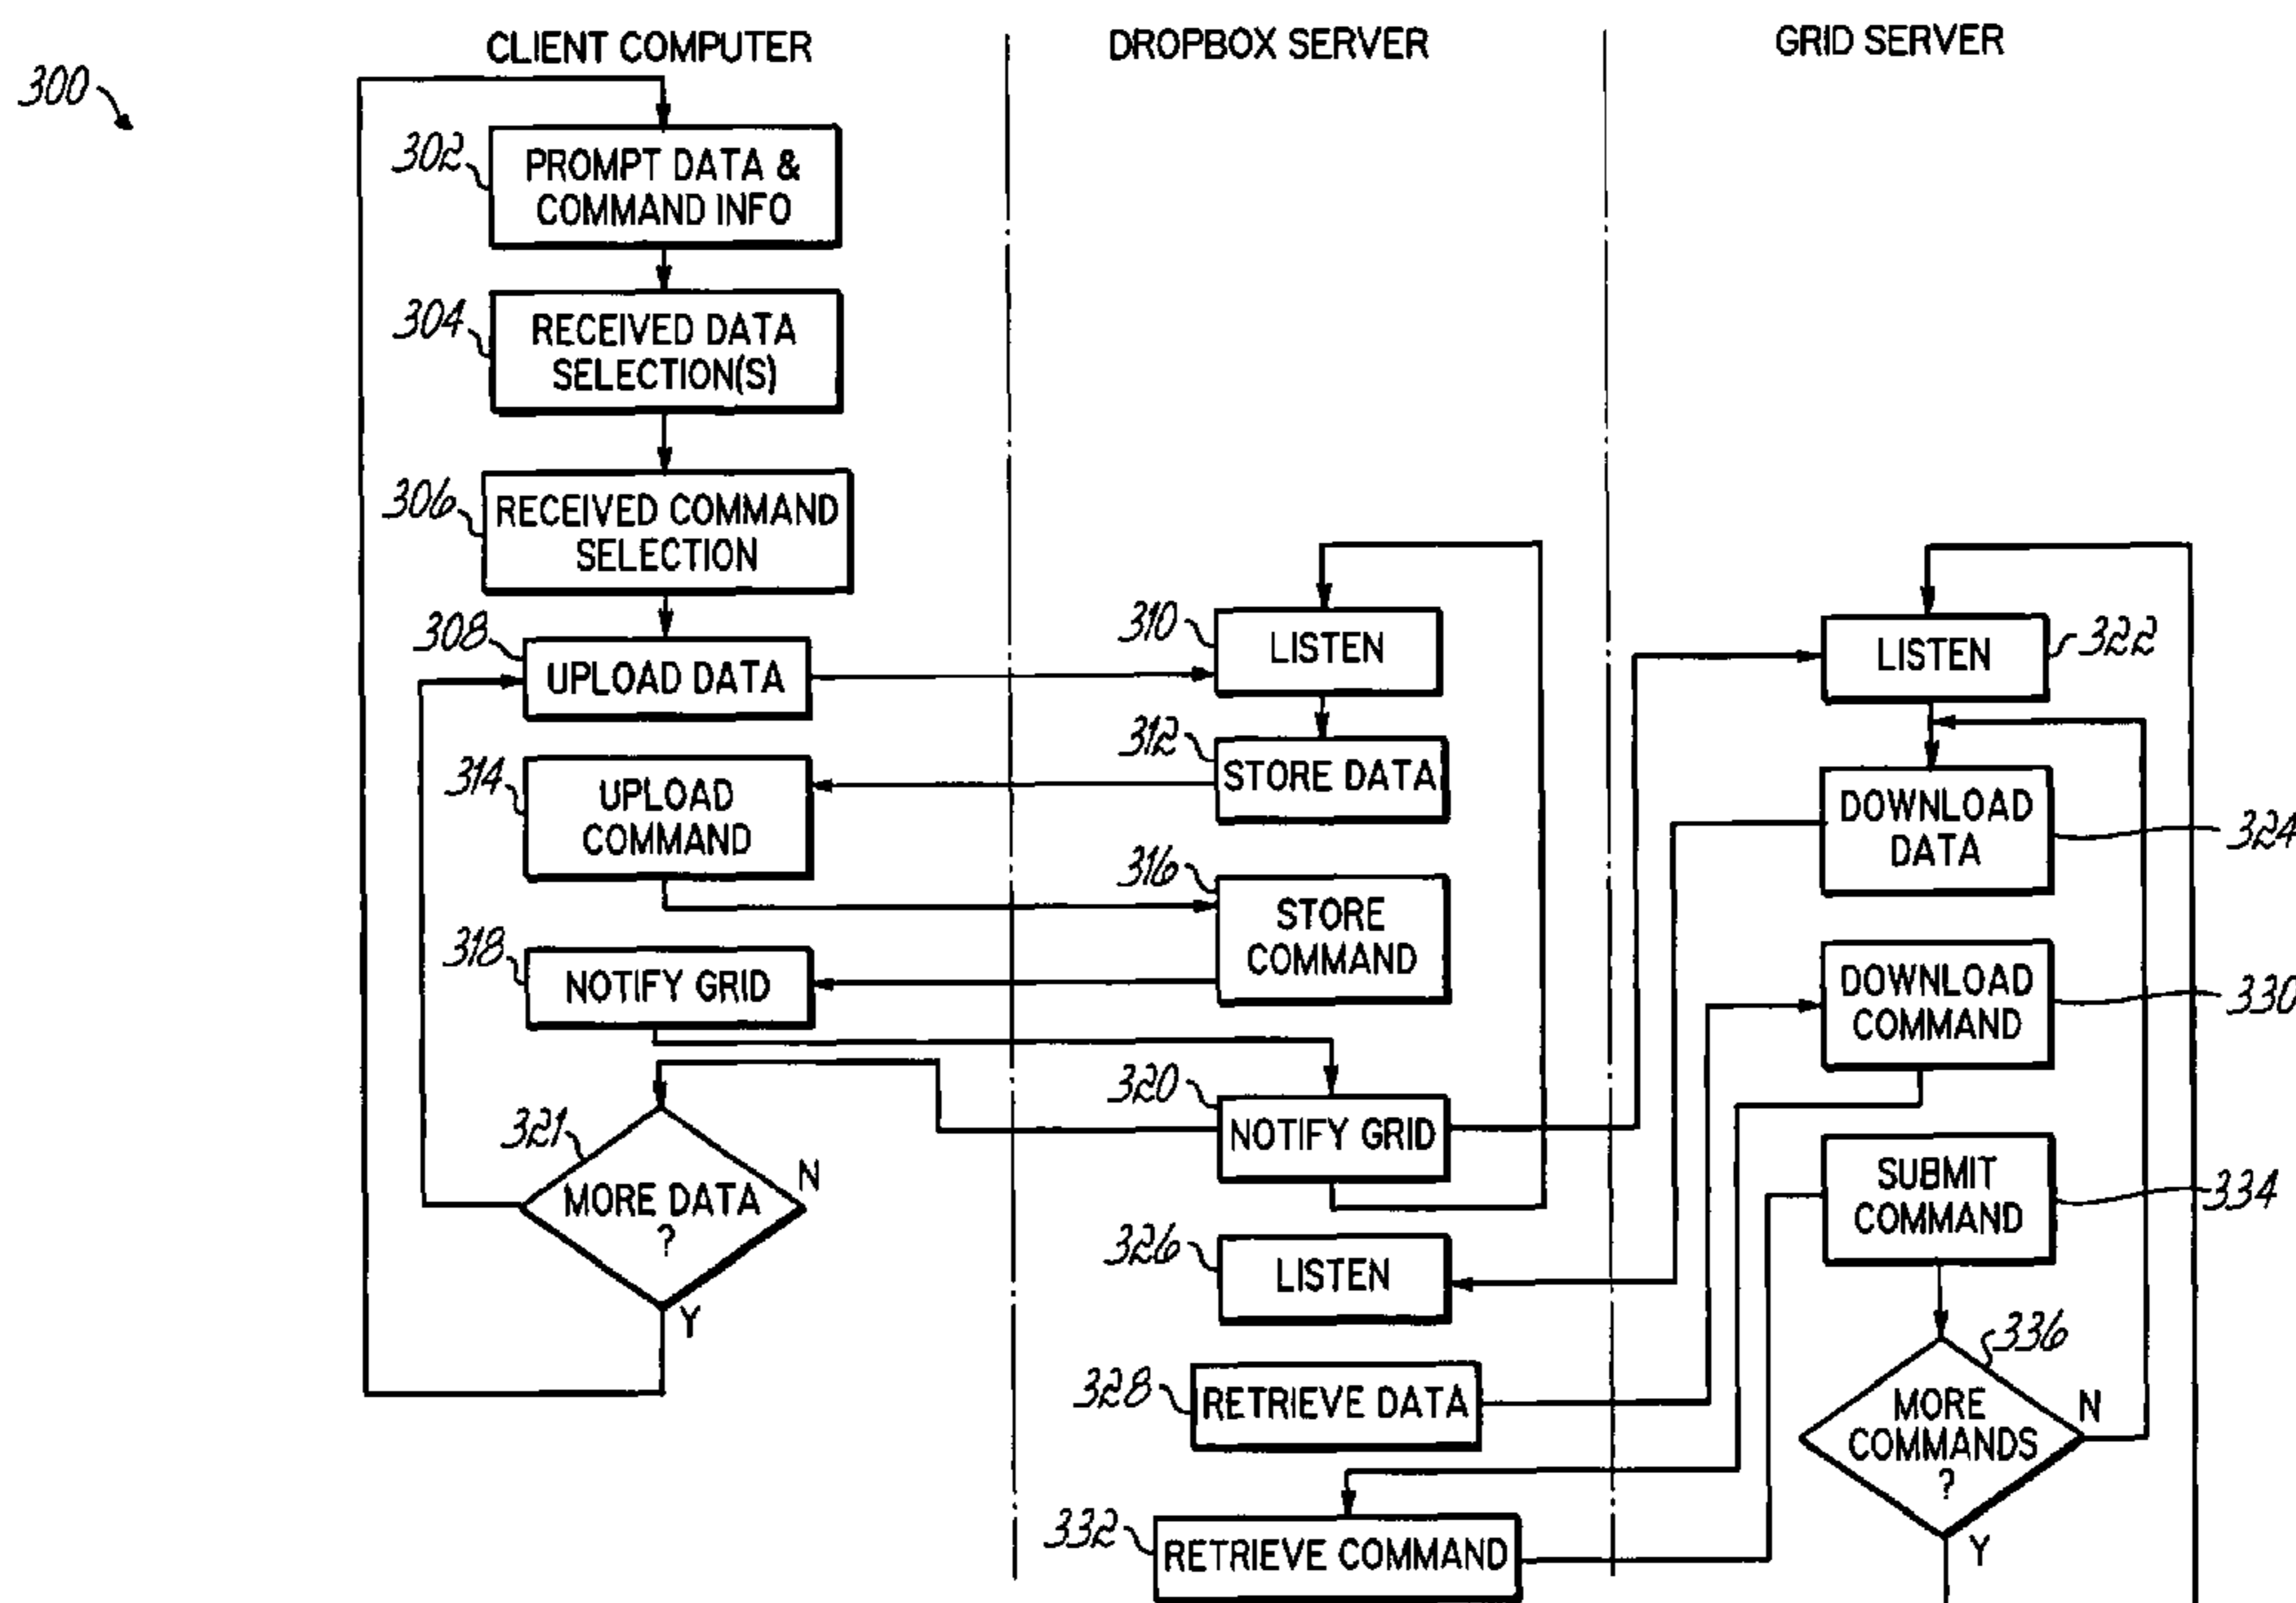 300
CLIENT COMPUTER
302
PROMPT DATA &
COMMAND INFO
304
RECEIVED DATA
SELECTION(S)
306
RECEIVED COMMAND
SELECTION
308
UPLOAD DATA
314
UPLOAD
COMMAND
318
NOTIFY GRID
321
MORE DATA
?
N
Y
DROPBOX SERVER
310
LISTEN
312
STORE DATA
316
STORE
COMMAND
320
NOTIFY GRID
326
LISTEN
328
RETRIEVE DATA
332
RETRIEVE COMMAND
GRID SERVER
LISTEN
322
DOWNLOAD
DATA
324
DOWNLOAD
COMMAND
330
SUBMIT
COMMAND
334
336
MORE
COMMANDS
?
N
Y